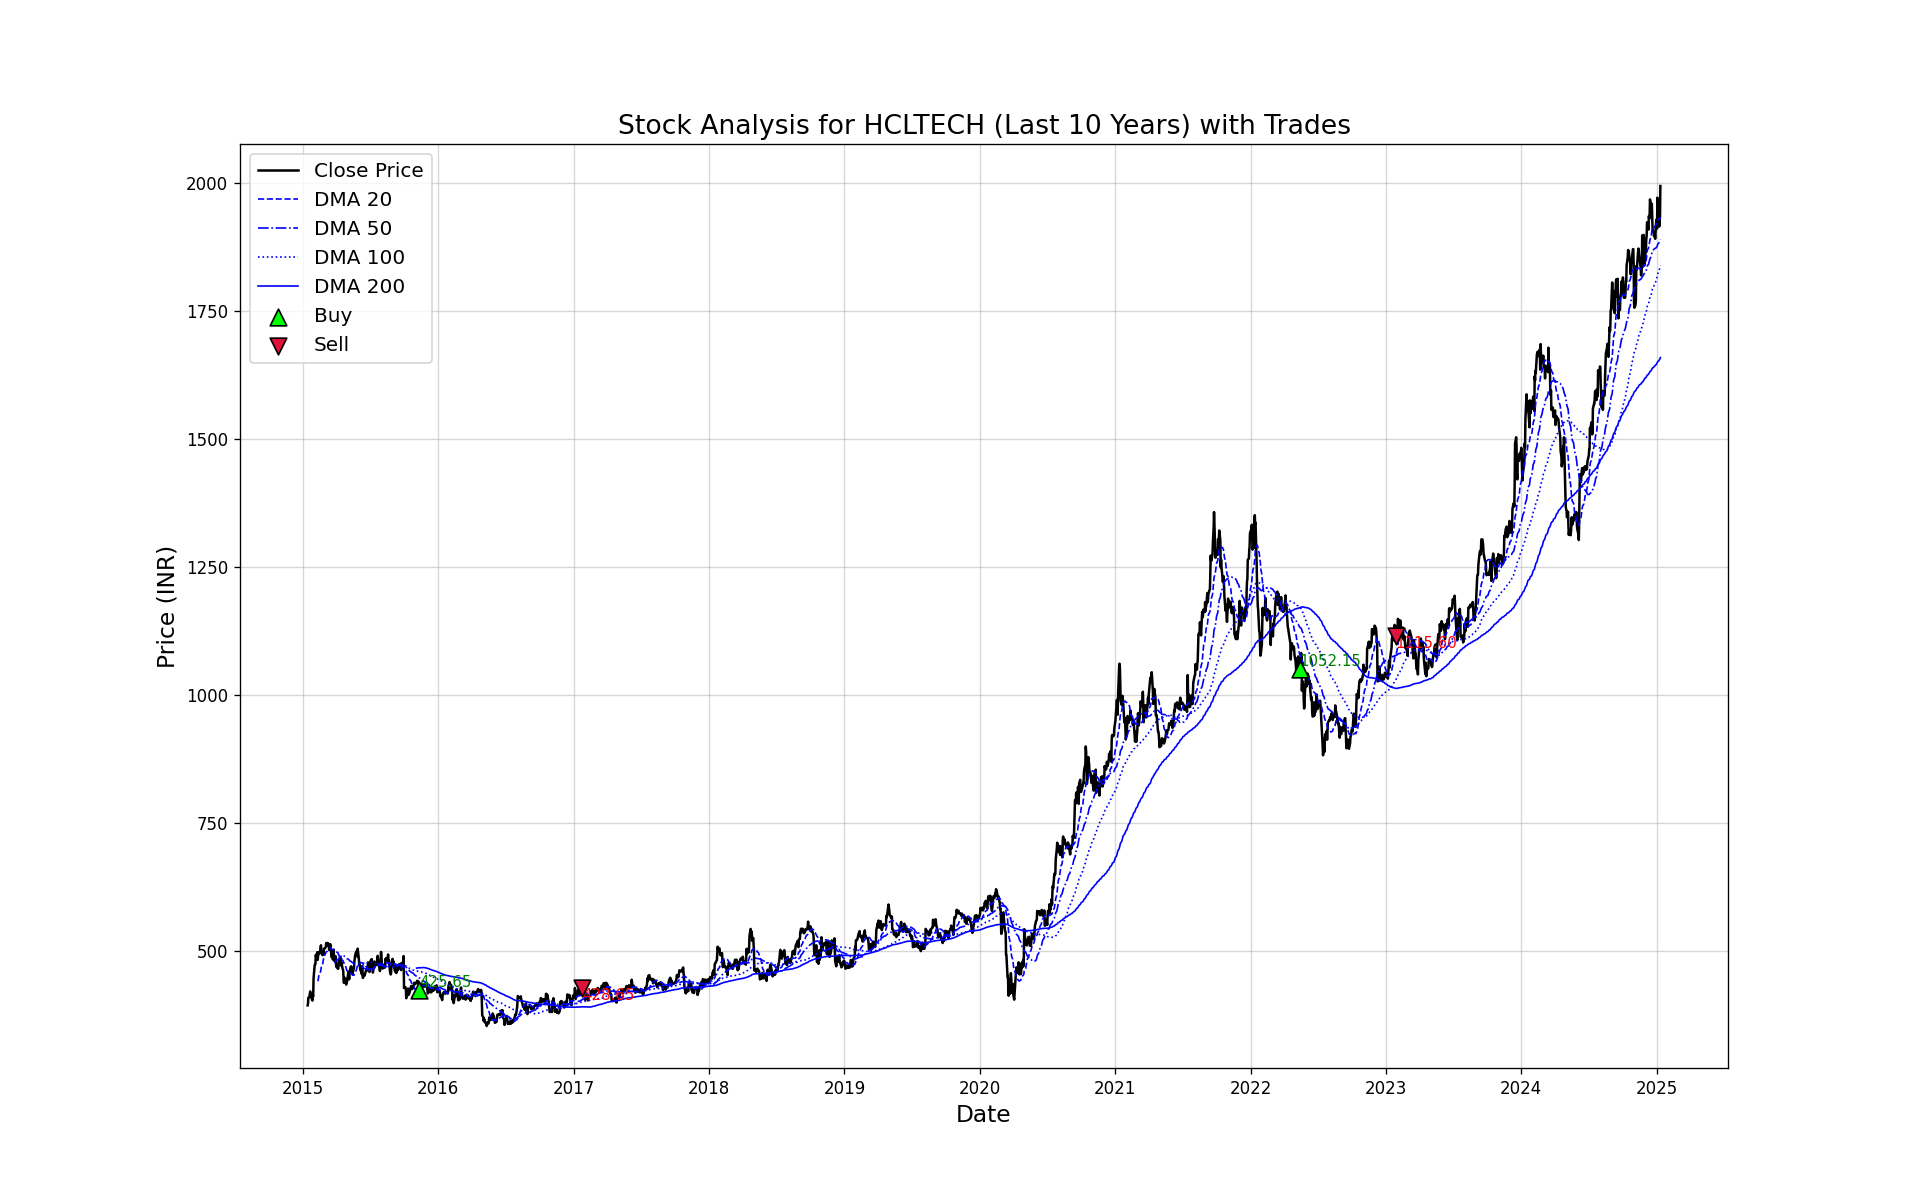 Stock Analysis for HCLTECH (Last 10 Years) with Trades
Close Price
DMA 20
DMA 50
DMA 100
DMA 200
Buy
Sell
Price (INR)
2000
1750
1500
1250
1000
750
500
425.65
1052.15
2015
2016
2017
2018
2019
2020
2021
2022
2023
2024
2025
Date